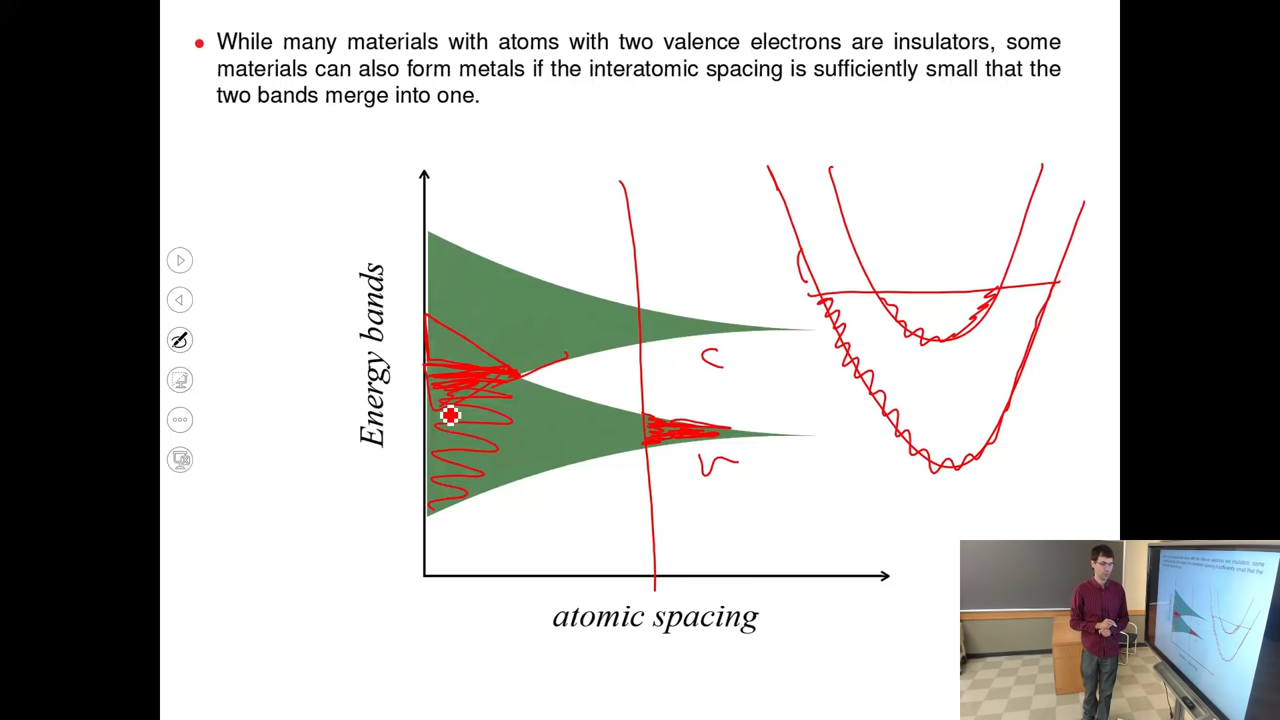 While many materials with atoms with two valence electrons are insulators, some
materials can also form metals if the interatomic spacing is sufficiently small that the
two bands merge into one.
Energy bands
c
v
atomic spacing